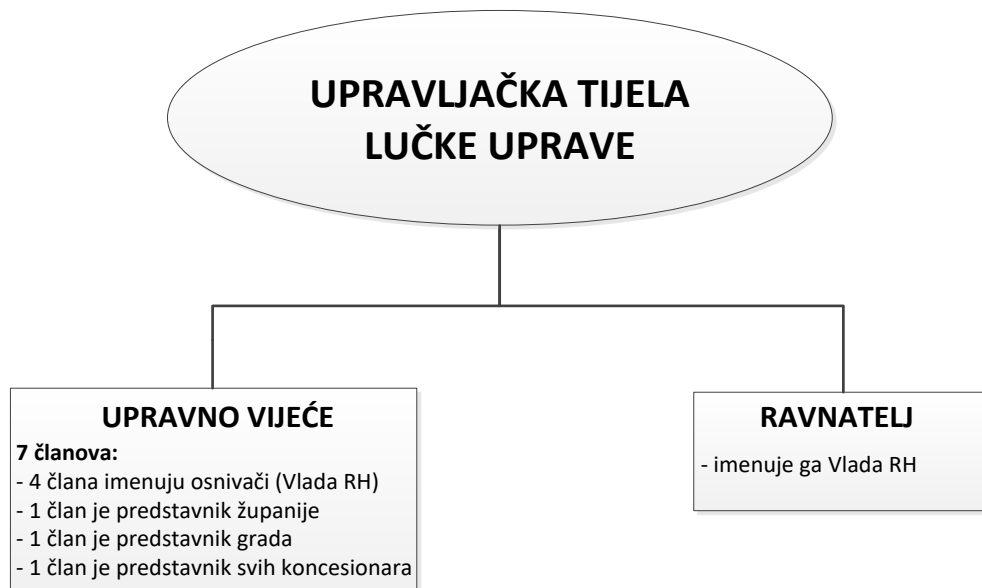 UPRAVLJAČKA TIJELA
LUČKE UPRAVE
UPRAVNO VIJEĆE
7 članova:
- 4 člana imenuju osnivači (Vlada RH)
- 1 član je predstavnik županije
- 1 član je predstavnik grada
- 1 član je predstavnik svih koncesionara
RAVNATELJ
- imenuje ga Vlada RH